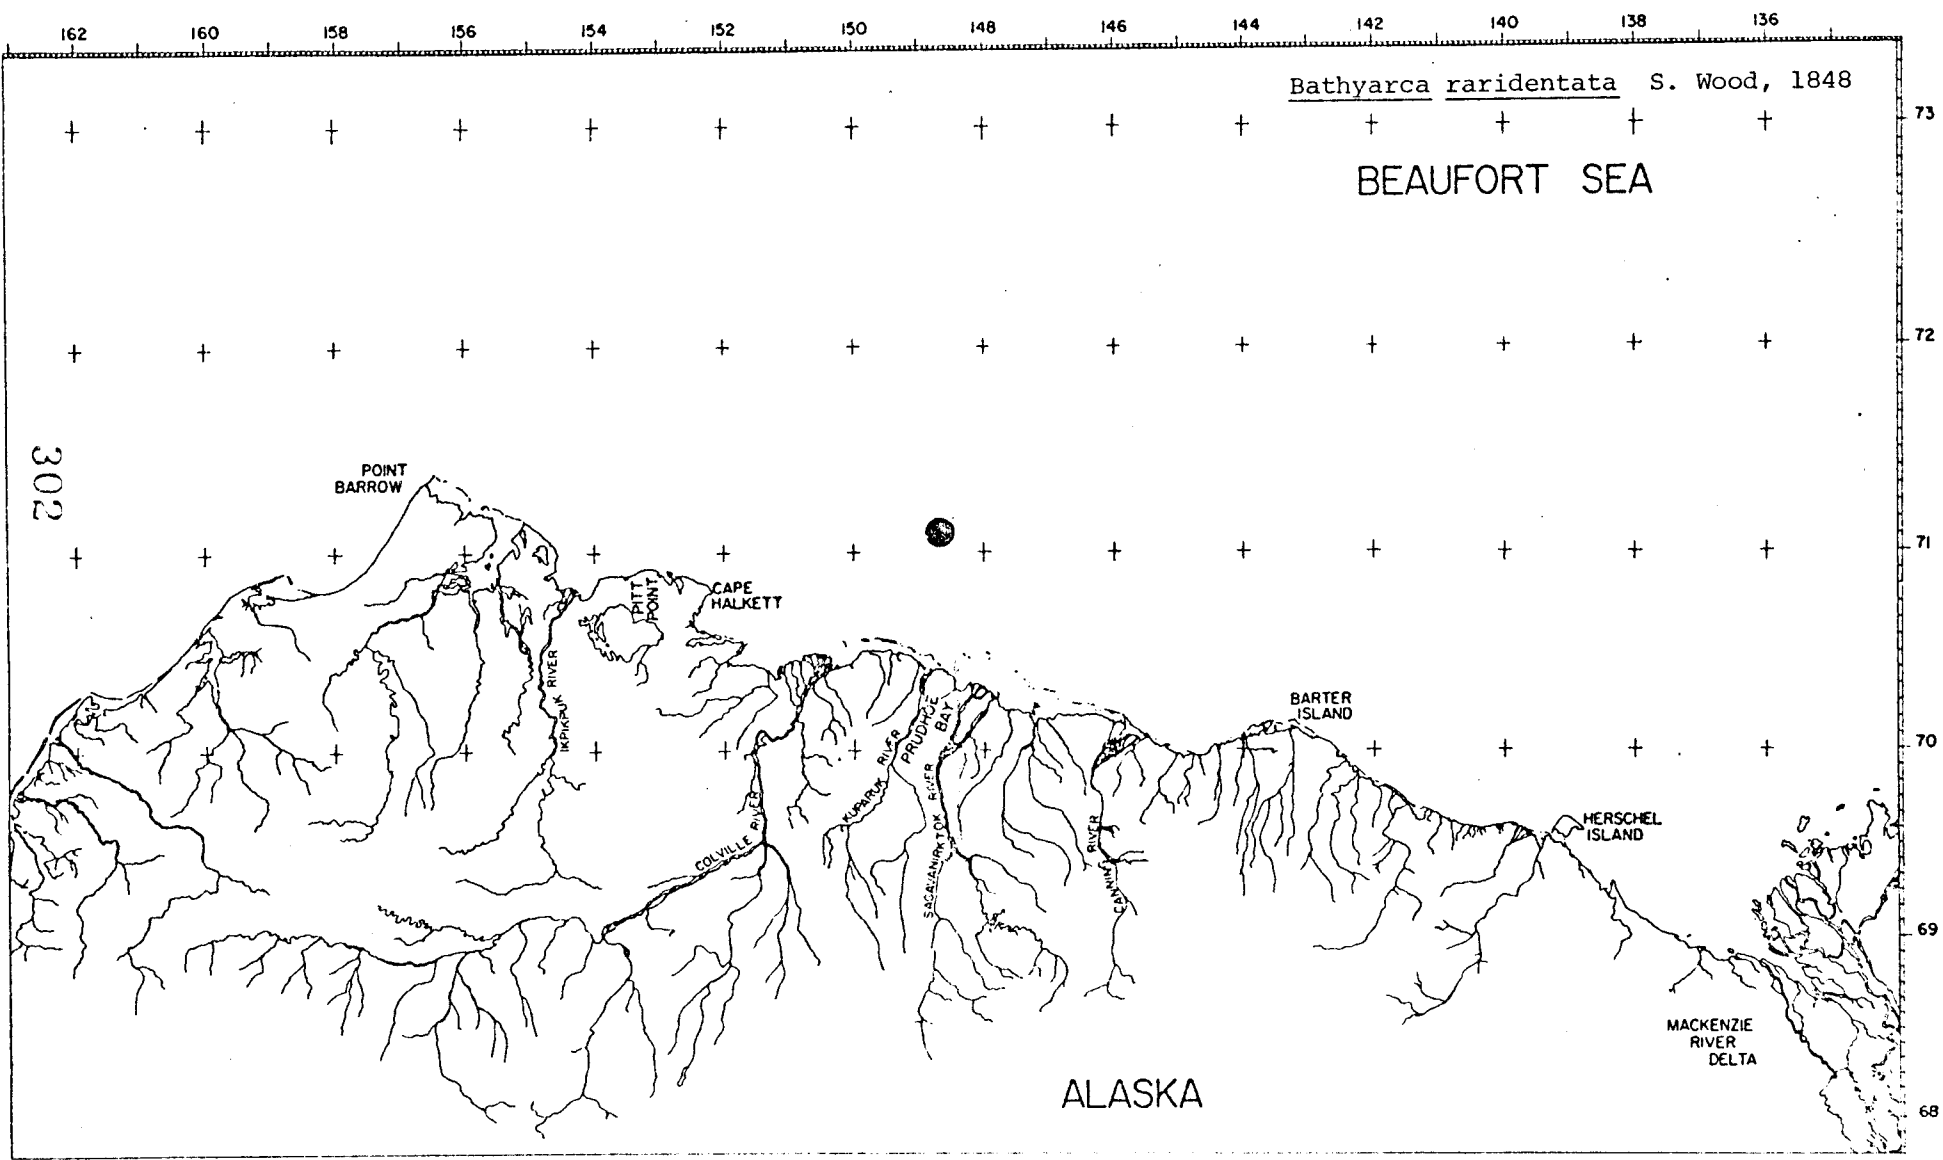 162 160 158 156 154 152 150 148 146 144 142 140 138 136
Bathyarca raridentata S. Wood, 1848
73
BEAUFORT SEA
72
302
POINT
BARROW
71
PITT
POINT
CAPE
HALKETT
IKPIKPUK RIVER
BARTER
ISLAND
PRUDHOE
BAY
70
KUPARUK RIVER
COLVILLE RIVER
SAGAVANIRKTOK RIVER
CANNING RIVER
HERSCHEL
ISLAND
69
MACKENZIE
RIVER
DELTA
ALASKA
68